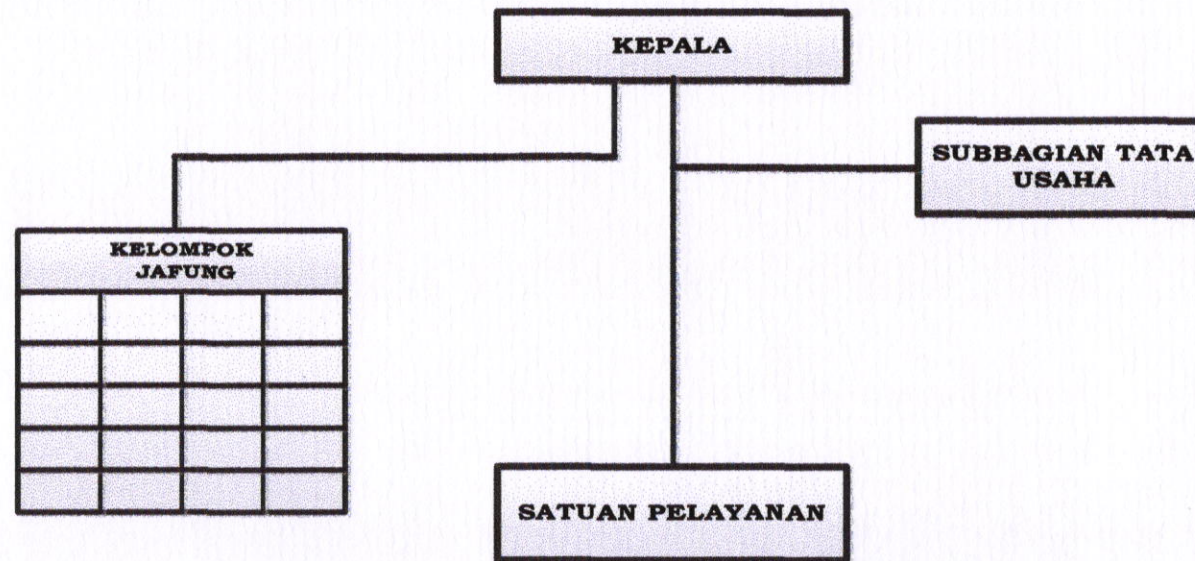 KEPALA
SUBBAGIAN TATA
USAHA
KELOMPOK
JAFUNG
SATUAN PELAYANAN